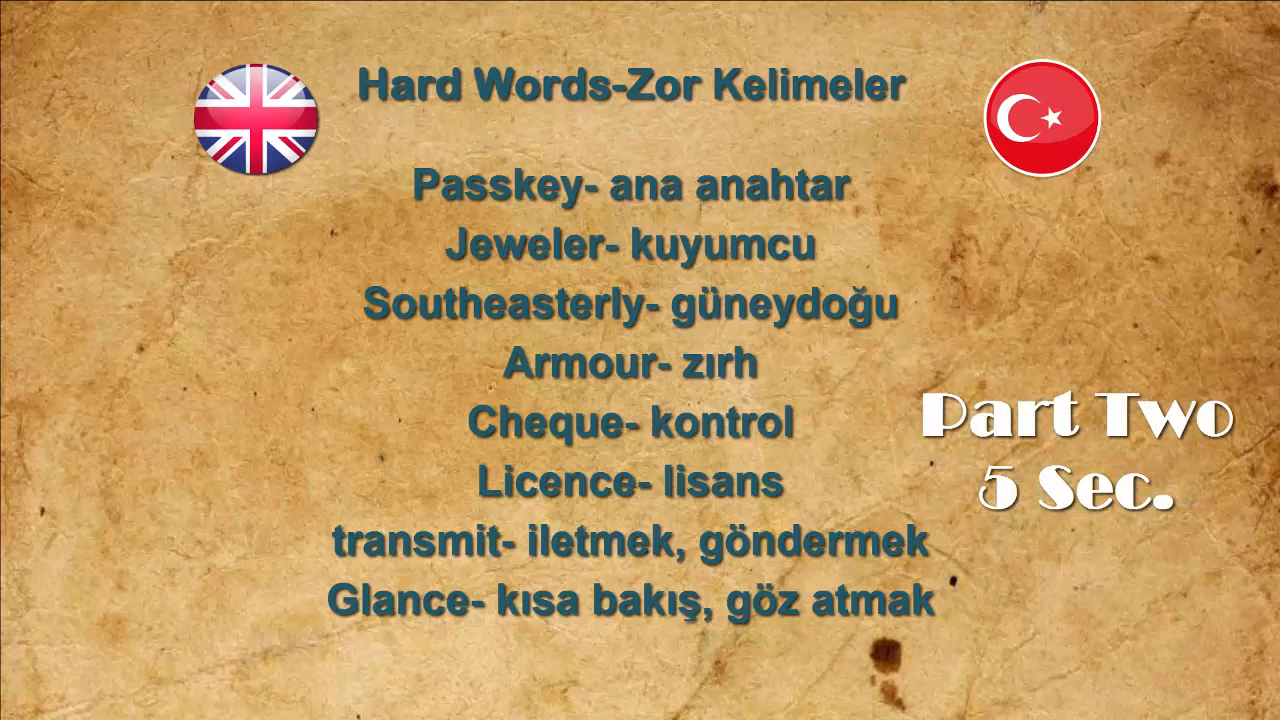 Hard Words-Zor Kelimeler
Passkey- ana anahtar
Jeweler- kuyumcu
Southeasterly- güneydoğu
Armour- zırh
Cheque- kontrol
Licence- lisans
transmit- iletmek, göndermek
Glance- kısa bakış, göz atmak
Part Two
5 Sec.